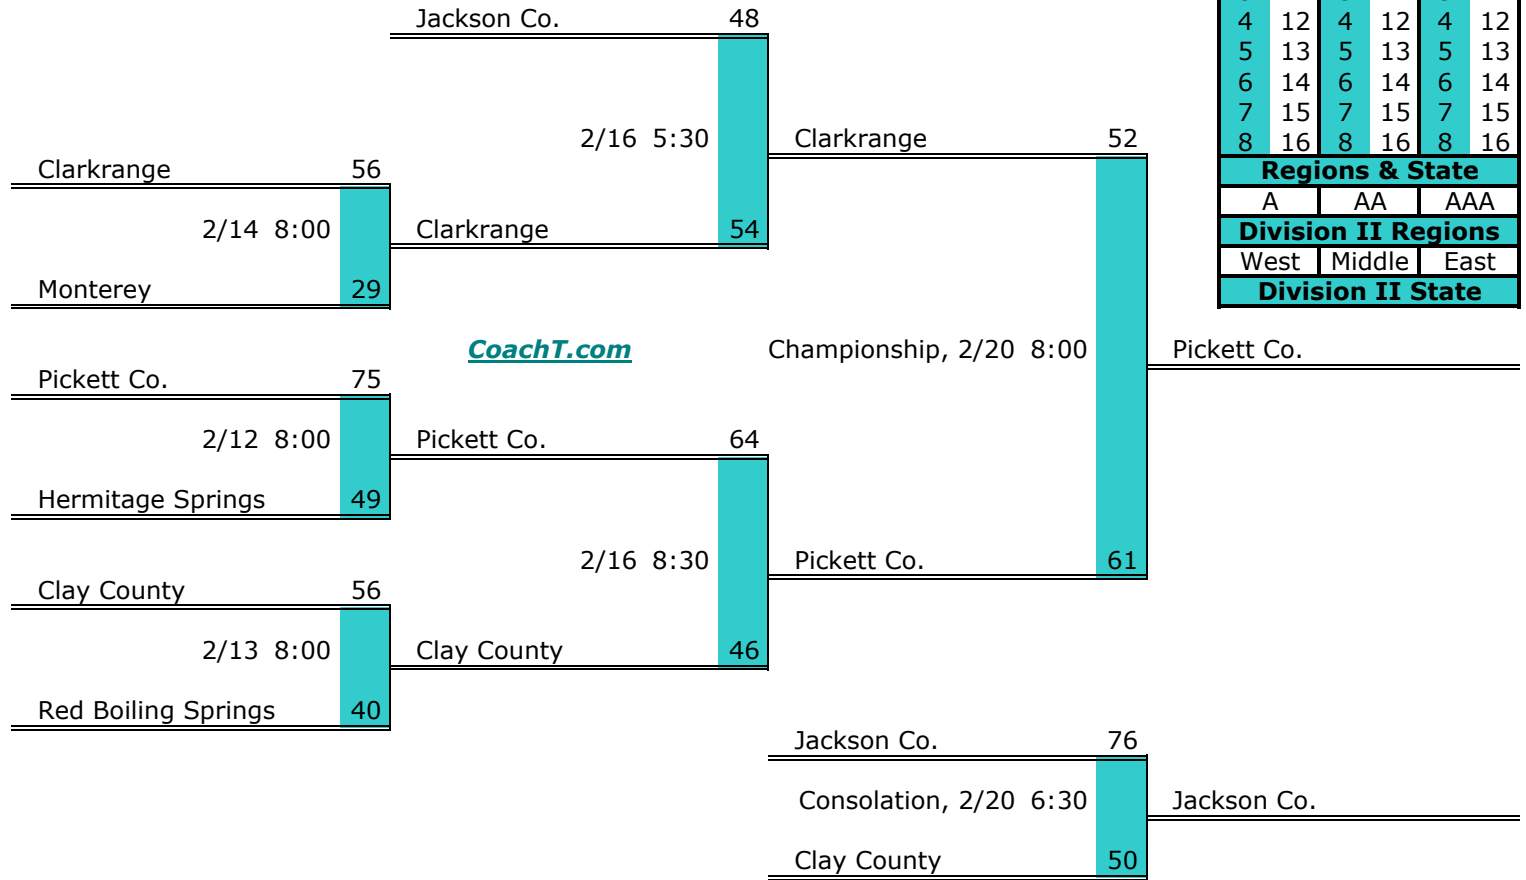 Jackson Co. 48
4 12 4 12 4 12
5 13 5 13 5 13
6 14 6 14 6 14
7 15 7 15 7 15
2/16 5:30 Clarkrange 52
8 16 8 16 8 16
Clarkrange 56
Regions & State
A AA AAA
2/14 8:00 Clarkrange 54
Division II Regions
West Middle East
Monterey 29
Division II State
CoachT.com Championship, 2/20 8:00 Pickett Co.
Pickett Co. 75
2/12 8:00 Pickett Co. 64
Hermitage Springs 49
2/16 8:30 Pickett Co. 61
Clay County 56
2/13 8:00 Clay County 46
Red Boiling Springs 40
Jackson Co. 76
Consolation, 2/20 6:30 Jackson Co.
Clay County 50